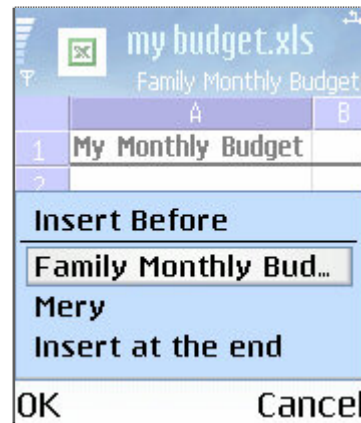 my budget.xls
Family Monthly Budget
A B
1 My Monthly Budget
2
Insert Before
Family Monthly Bud...
Mery
Insert at the end
OK Cancel